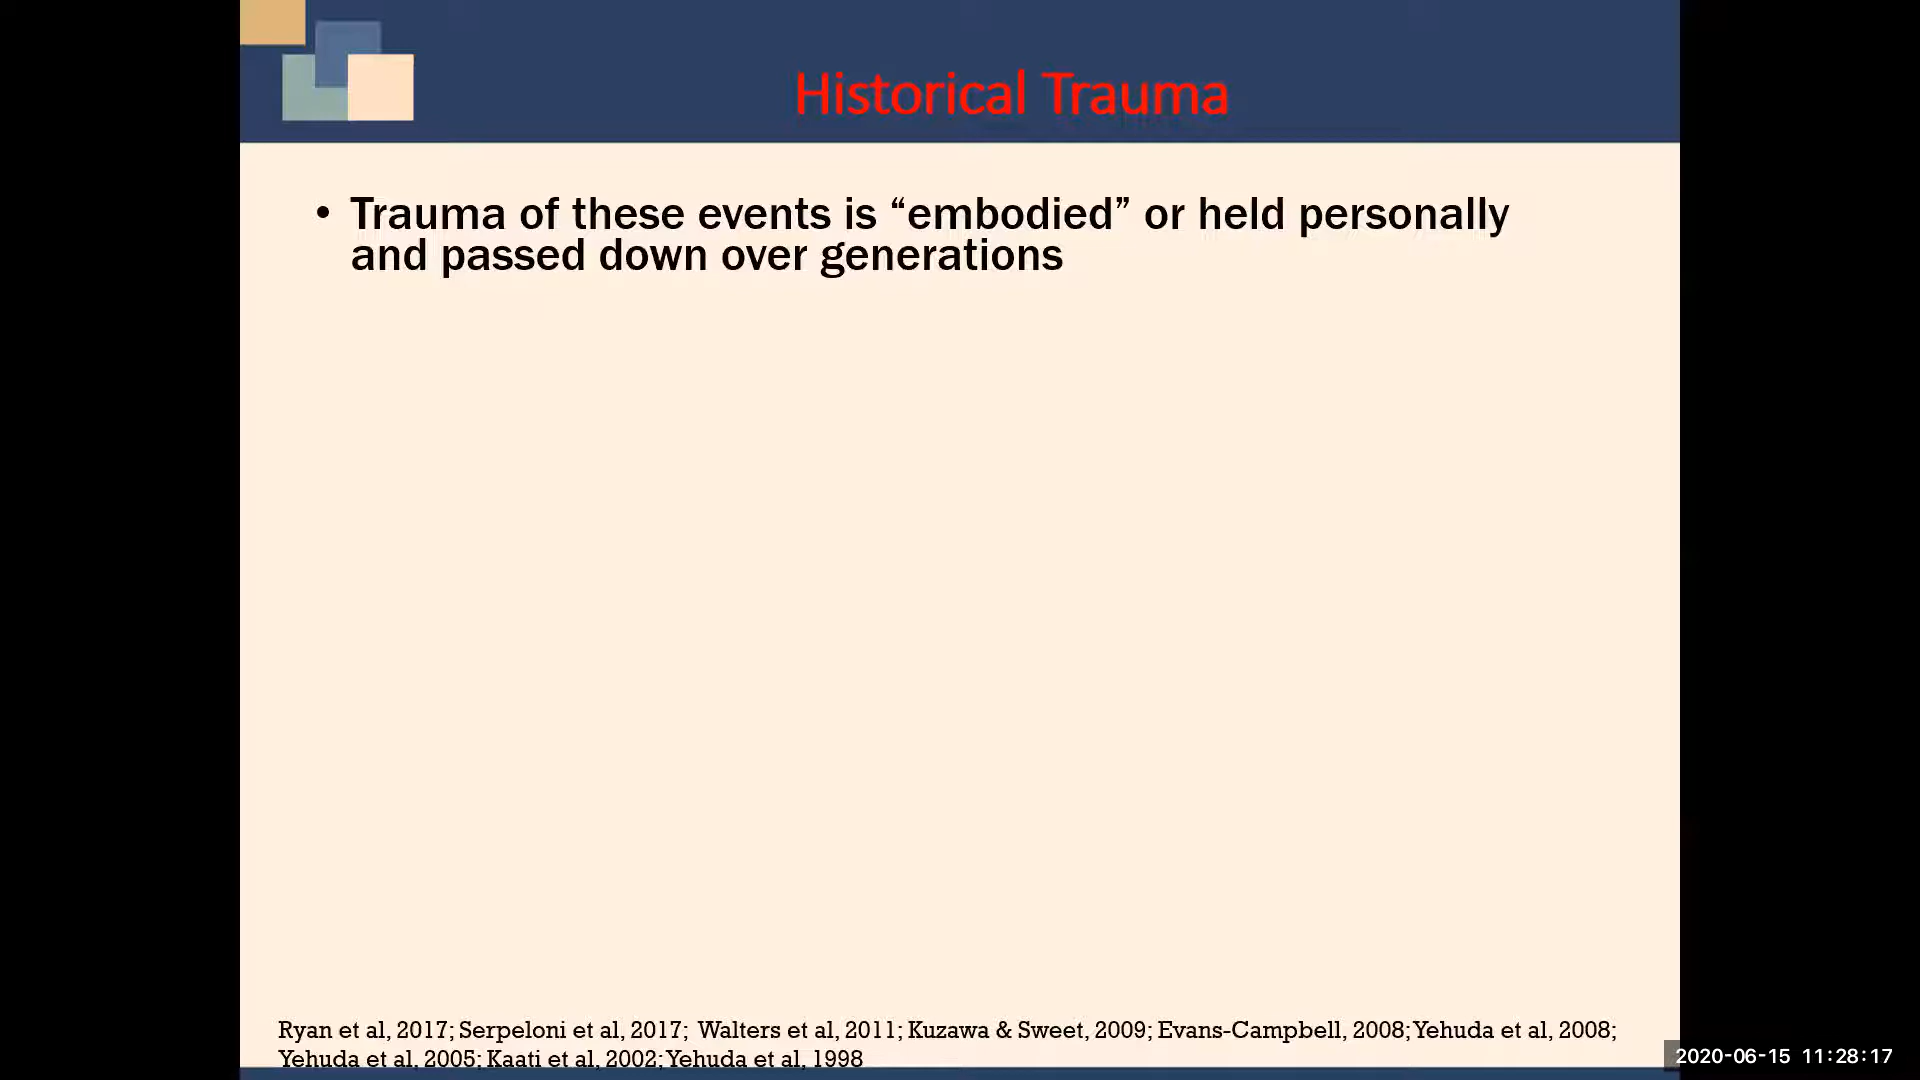 Historical Trauma
• Trauma of these events is “embodied” or held personally
and passed down over generations
Ryan et al, 2017; Serpeloni et al, 2017; Walters et al, 2011; Kuzawa & Sweet, 2009; Evans-Campbell, 2008; Yehuda et al, 2008;
Yehuda et al, 2005; Kaati et al, 2002; Yehuda et al, 1998
2020-06-15 11:28:17